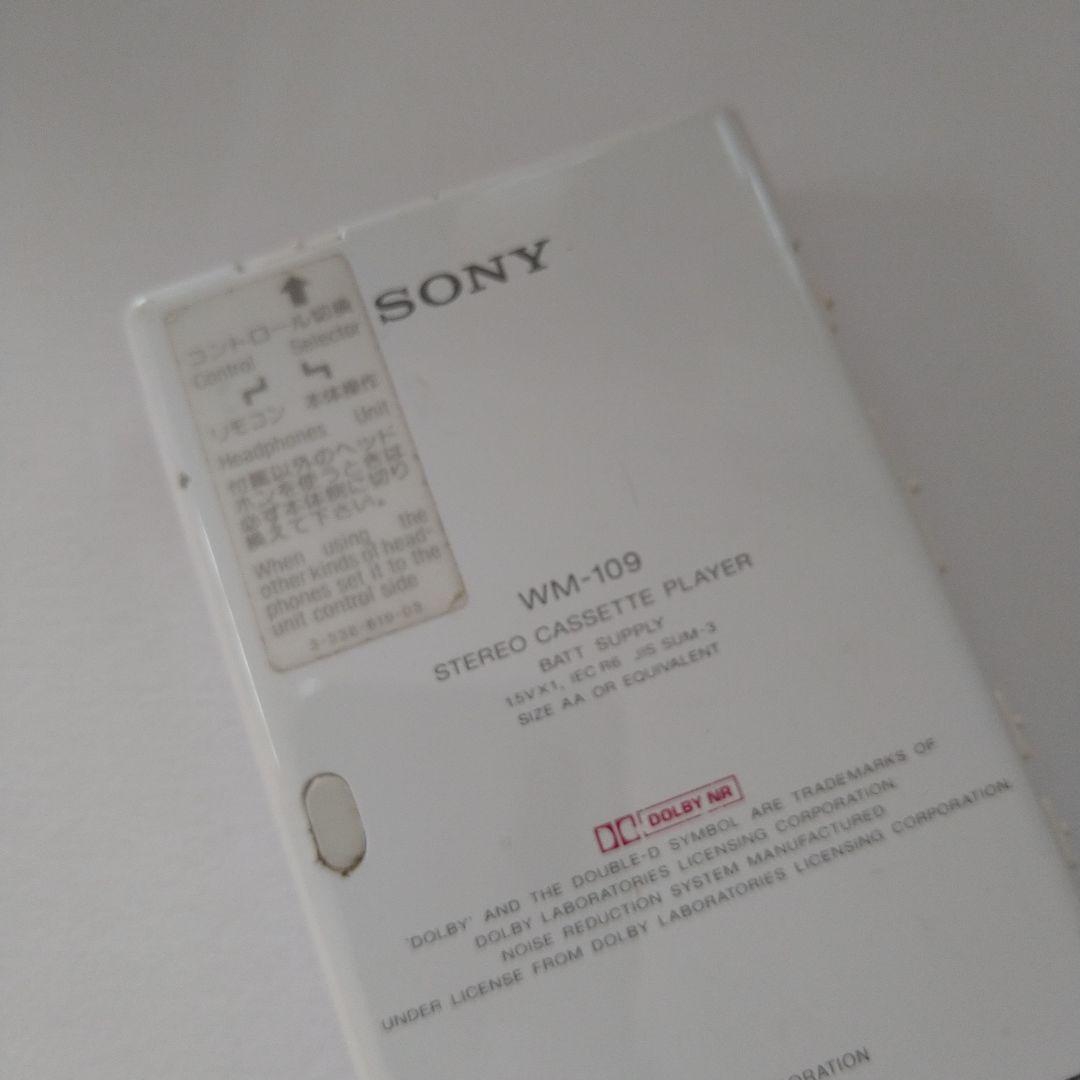 SONY
コントロール切換
Control Selector
リモコン 本体操作
Headphones Unit
付属以外のヘッド
ホンを使うときは
必ず本体側に切り
換えて下さい。
When using the
other kinds of head-
phones set it to the
unit control side
WM-109
STEREO CASSETTE PLAYER
BATT SUPPLY
1.5V X 1, IEC R6 JIS SUM-3
SIZE AA OR EQUIVALENT
DOLBY NR
'DOLBY' AND THE DOUBLE-D SYMBOL ARE TRADEMARKS OF
DOLBY LABORATORIES LICENSING CORPORATION.
NOISE REDUCTION SYSTEM MANUFACTURED
UNDER LICENSE FROM DOLBY LABORATORIES LICENSING CORPORATION.